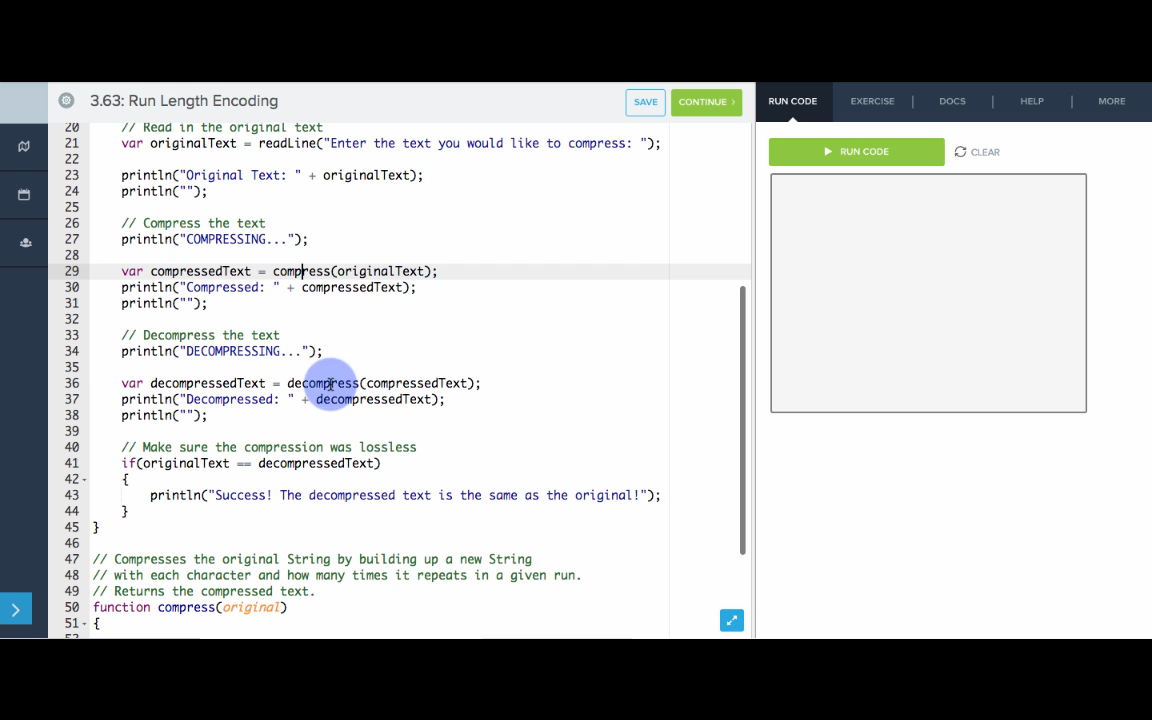 3.63: Run Length Encoding
SAVE
CONTINUE ›
RUN CODE
EXERCISE
DOCS
HELP
MORE
RUN CODE
CLEAR
20 // Read in the original text
21 var originalText = readLine("Enter the text you would like to compress: ");
22
23 println("Original Text: " + originalText);
24 println("");
25
26 // Compress the text
27 println("COMPRESSING...");
28
29 var compressedText = compress(originalText);
30 println("Compressed: " + compressedText);
31 println("");
32
33 // Decompress the text
34 println("DECOMPRESSING...");
35
36 var decompressedText = decompress(compressedText);
37 println("Decompressed: " + decompressedText);
38 println("");
39
40 // Make sure the compression was lossless
41 if(originalText == decompressedText)
42 {
43 println("Success! The decompressed text is the same as the original!");
44 }
45 }
46
47 // Compresses the original String by building up a new String
48 // with each character and how many times it repeats in a given run.
49 // Returns the compressed text.
50 function compress(original)
51 {